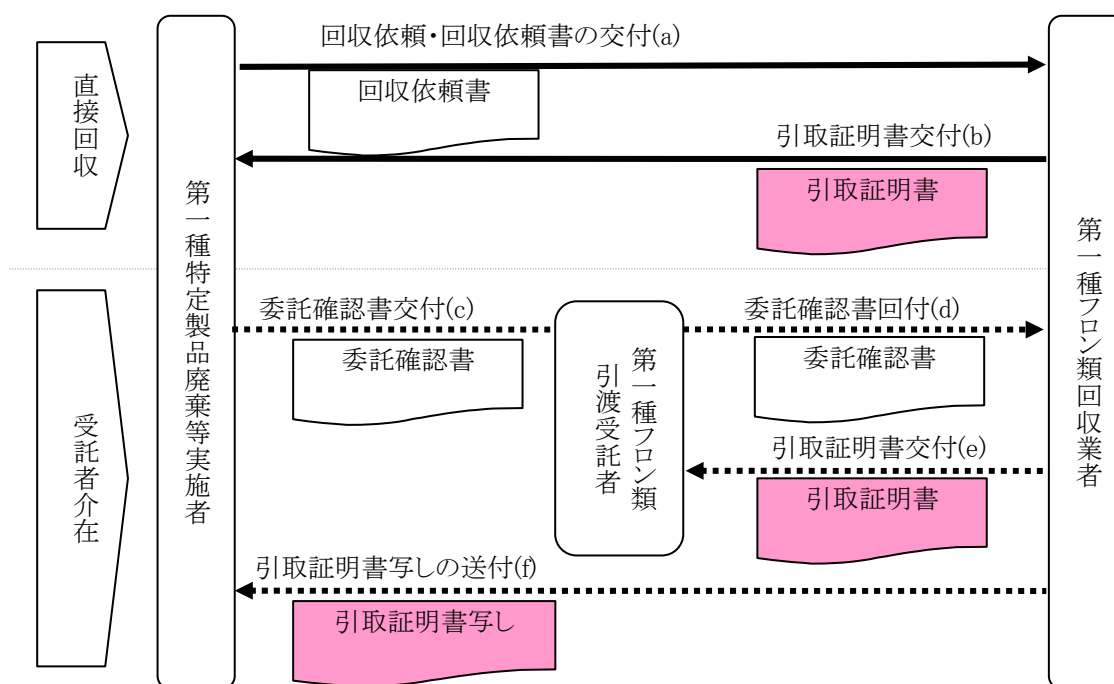 回収依頼・回収依頼書の交付(a)
直接回収
回収依頼書
引取証明書交付(b)
引取証明書
第一種特定製品廃棄等実施者
第一種フロン類回収業者
委託確認書交付(c)
委託確認書回付(d)
委託確認書
第一種フロン類
引渡受託者
委託確認書
受託者介在
引取証明書交付(e)
引取証明書
引取証明書写しの送付(f)
引取証明書写し